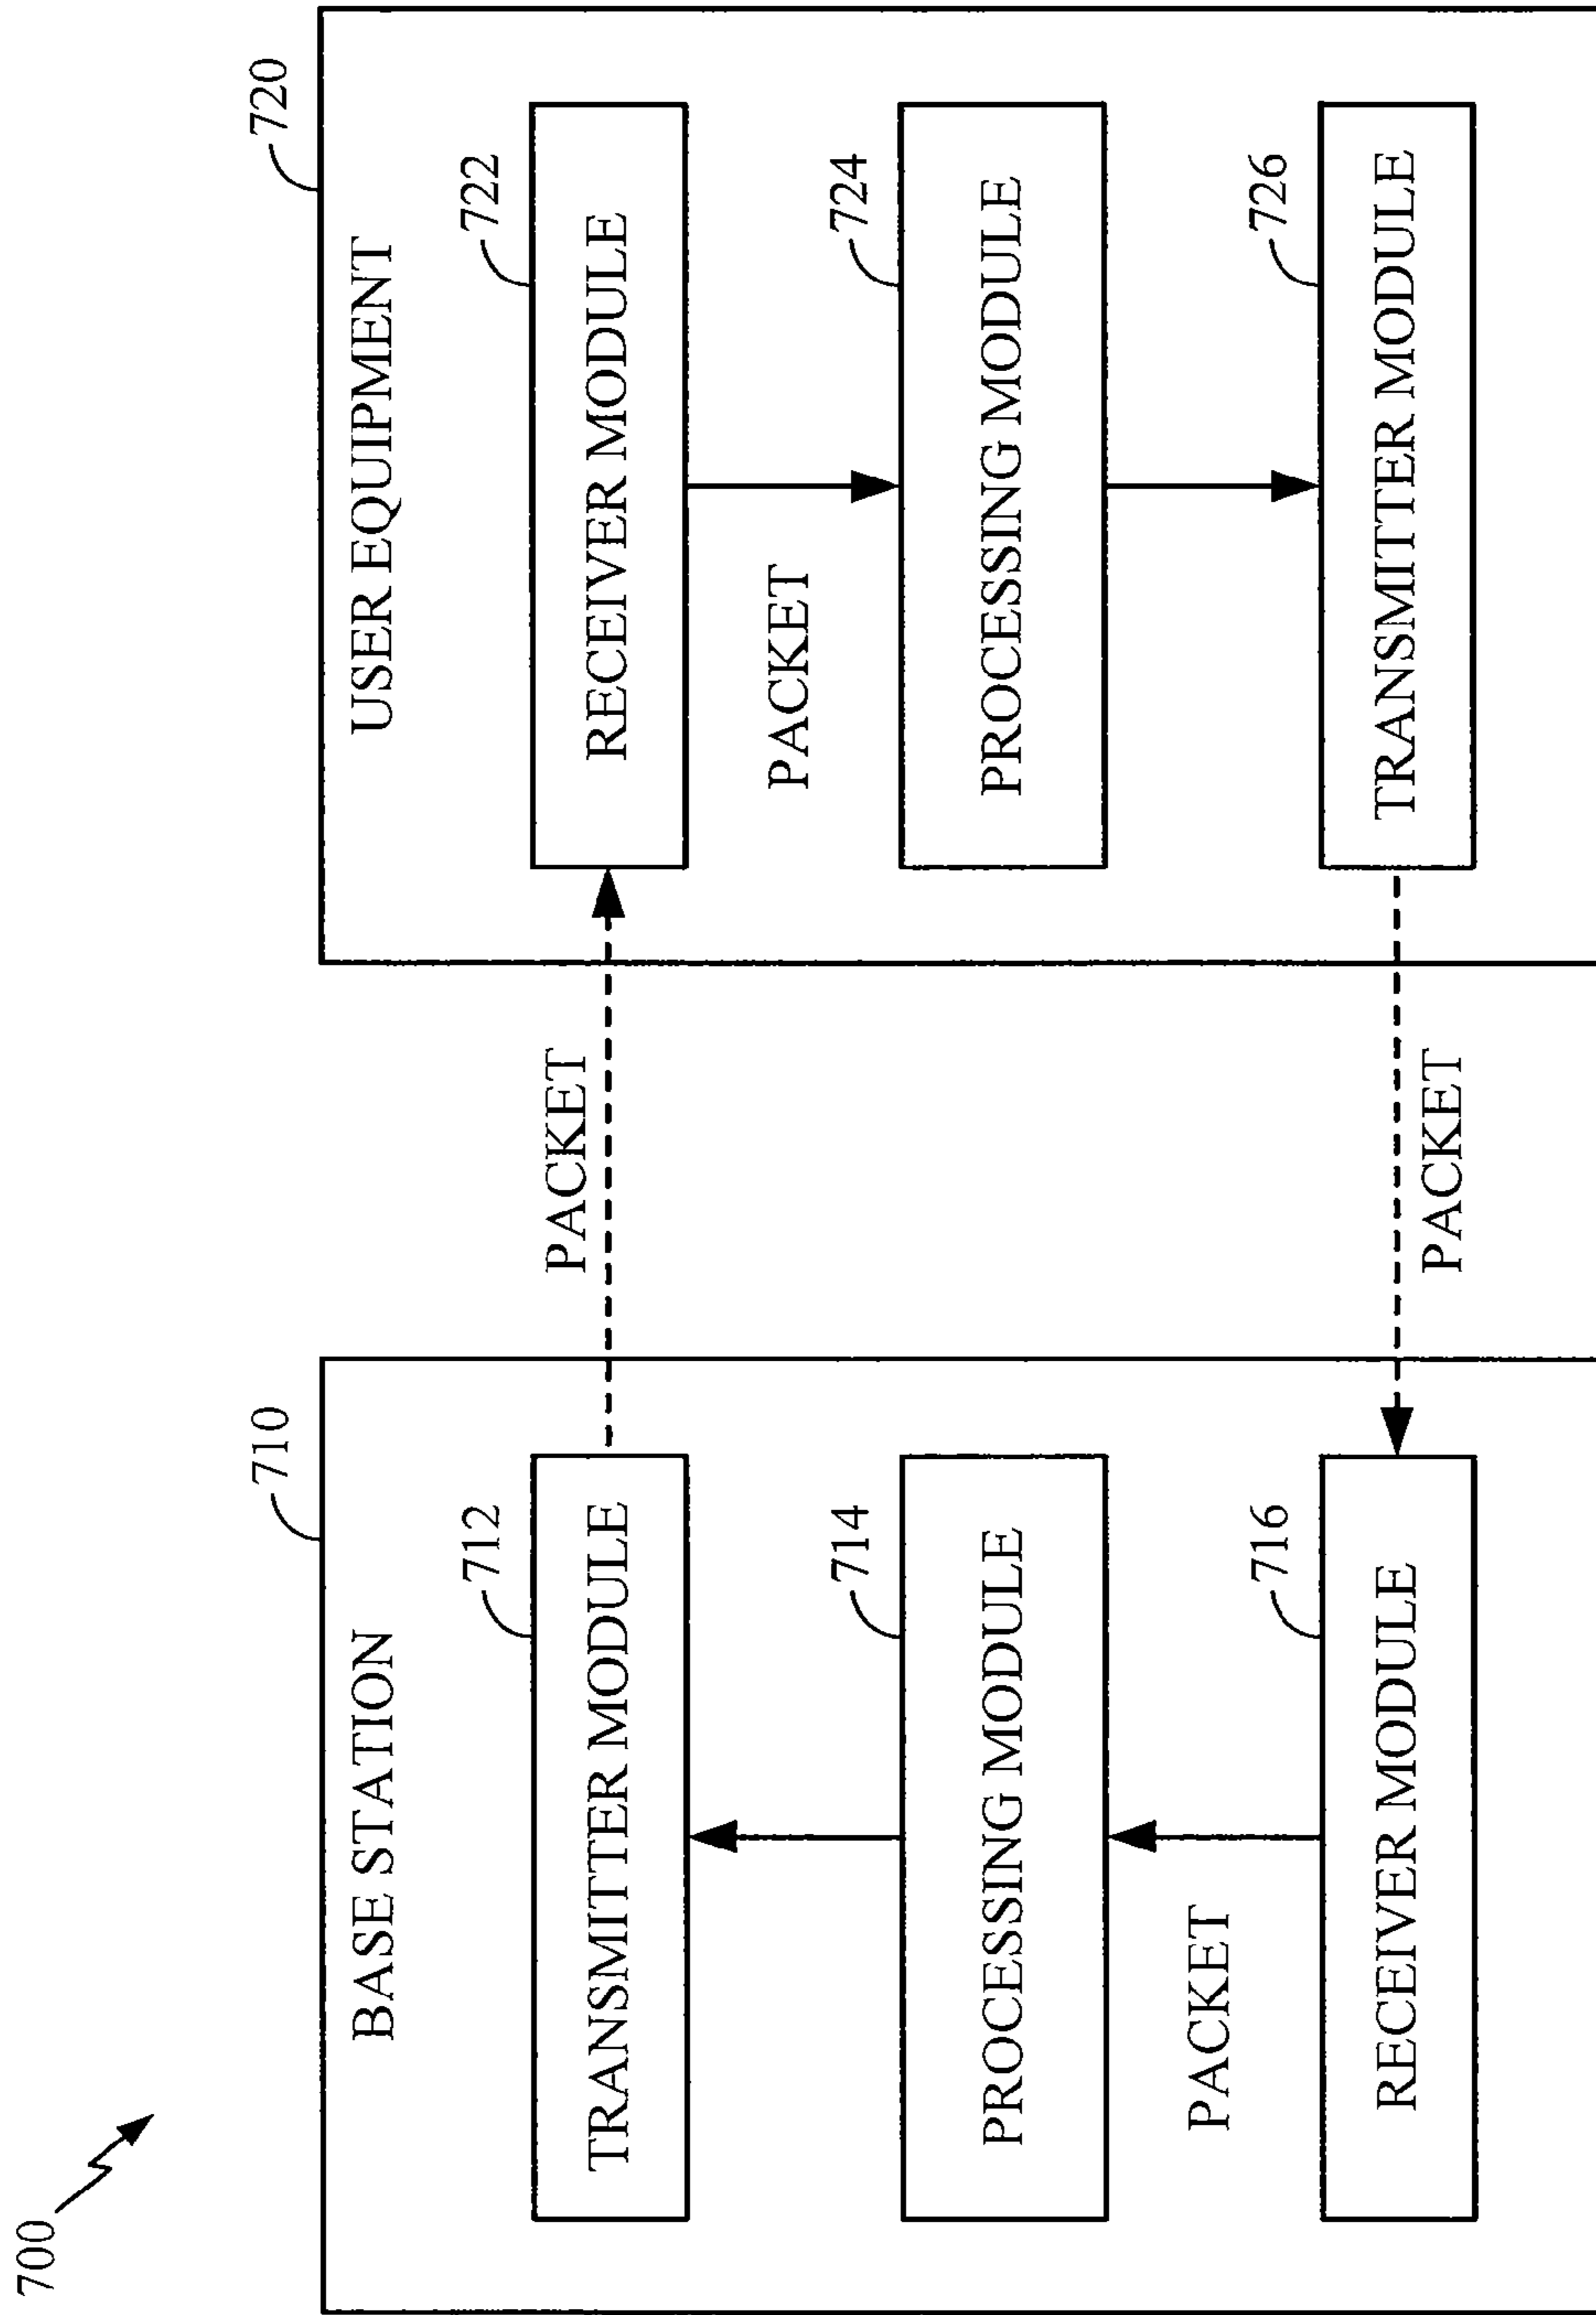 700
710
BASE STATION
712
TRANSMITTER MODULE
714
PROCESSING MODULE
PACKET
716
RECEIVER MODULE
PACKET
PACKET
720
USER EQUIPMENT
722
RECEIVER MODULE
PACKET
724
PROCESSING MODULE
726
TRANSMITTER MODULE